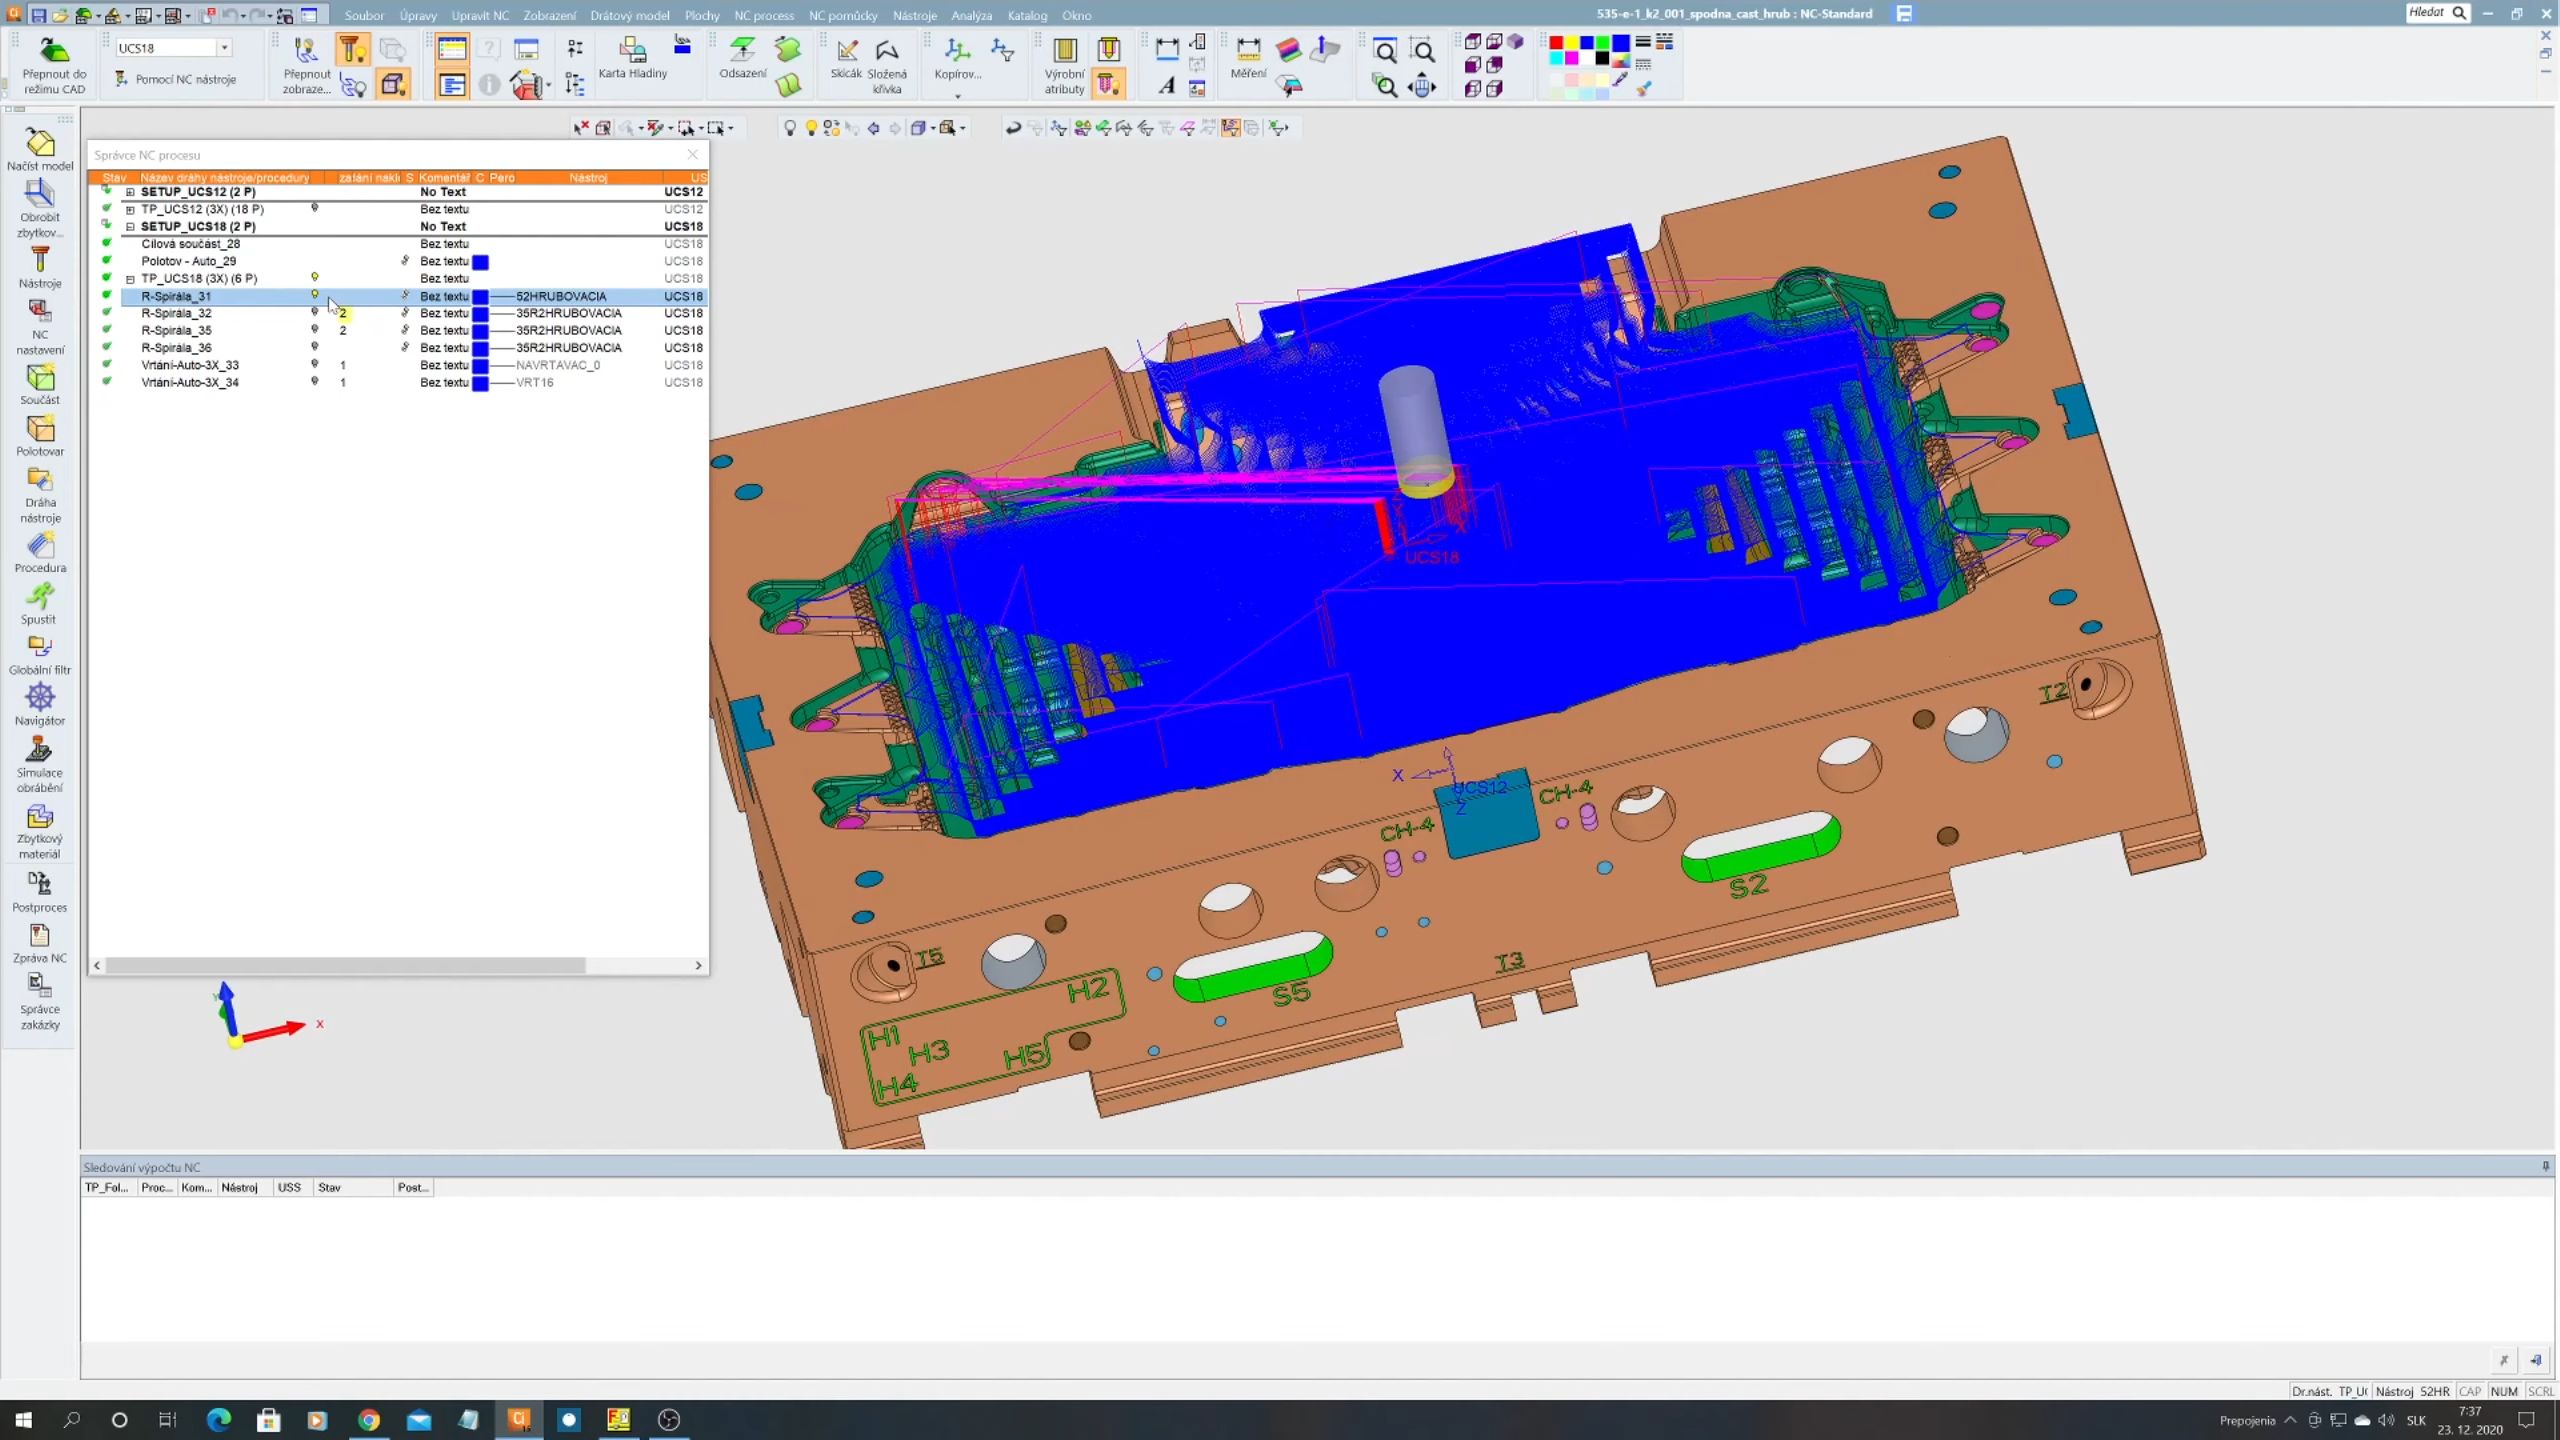 Soubor Úpravy Upravit NC Zobrazení Drátový model Plochy NC process NC pomůcky Nástroje Analýza Katalog Okno
535-e-1_k2_001_spodna_cast_hrub : NC-Standard
Hledat
Přepnout do režimu CAD
UCS18
Pomocí NC nástroje
Přepnout zobraze...
Karta Hladiny
Odsazení
Skicák
Složená křivka
Kopírov...
Výrobní atributy
Měření
Načíst model
Obrobit zbytkov...
Nástroje
NC nastavení
Součást
Polotovar
Dráha nástroje
Procedura
Spustit
Globální filtr
Navigátor
Simulace obrábění
Zbytkový materiál
Postproces
Zpráva NC
Správce zakázky
Správce NC procesu
Stav Název dráhy nástroje/procedury zatání nakl S Komentář C Pero Nástroj US
SETUP_UCS12 (2 P) No Text UCS12
TP_UCS12 (3X) (18 P) Bez textu UCS12
SETUP_UCS18 (2 P) No Text UCS18
Cílová součást_28 Bez textu UCS18
Polotov - Auto_29 Bez textu UCS18
TP_UCS18 (3X) (6 P) Bez textu UCS18
R-Spirála_31 Bez textu 52HRUBOVACIA UCS18
R-Spirála_32 2 Bez textu 35R2HRUBOVACIA UCS18
R-Spirála_35 2 Bez textu 35R2HRUBOVACIA UCS18
R-Spirála_36 Bez textu 35R2HRUBOVACIA UCS18
Vrtání-Auto-3X_33 1 Bez textu NAVRTAVAC_0 UCS18
Vrtání-Auto-3X_34 1 Bez textu VRT16 UCS18
X
UCS18
X
UCS12
Z
CH-4
CH-4
T2
S2
T5
T3
S5
H2
H1
H3
H5
H4
X
Sledování výpočtu NC
TP_Fol... Proc... Kom... Nástroj USS Stav Post...
Dr.nást. TP_U Nástroj 52HR CAP NUM SCRL
Prepojenia SLK 7:37
23. 12. 2020